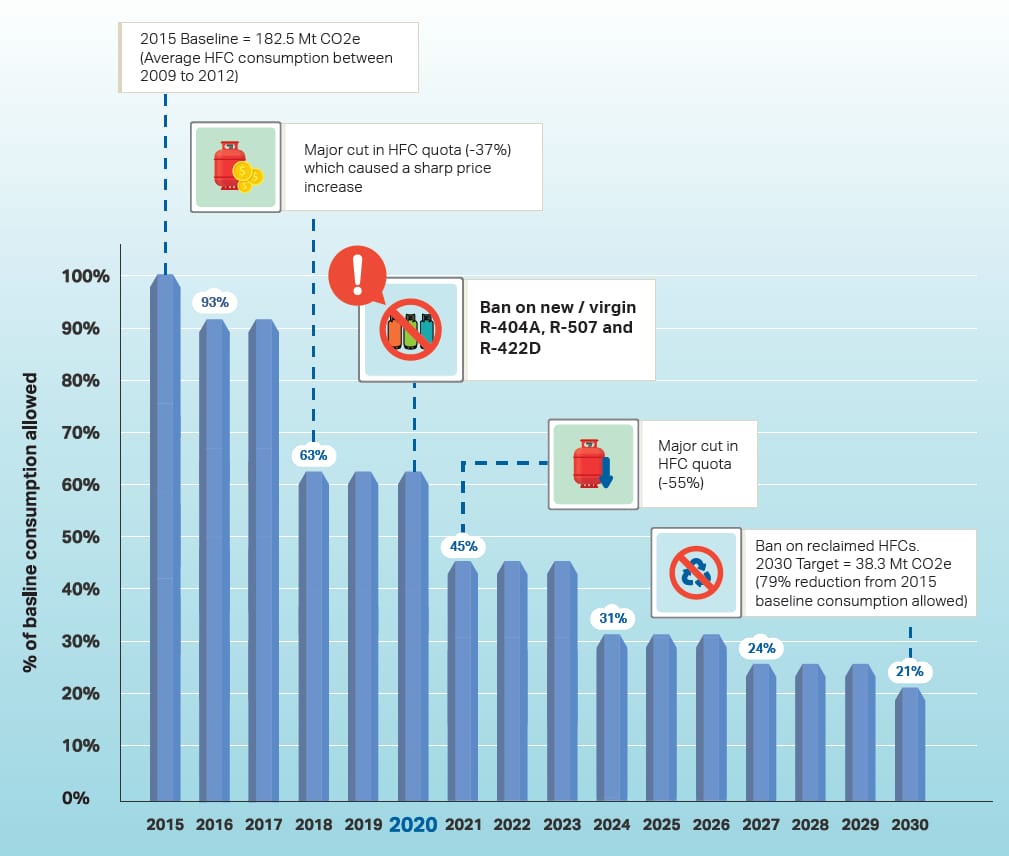 2015 Baseline = 182.5 Mt CO2e
(Average HFC consumption between
2009 to 2012)
Major cut in HFC quota (-37%)
which caused a sharp price
increase
Ban on new / virgin
R-404A, R-507 and
R-422D
Major cut in
HFC quota
(-55%)
Ban on reclaimed HFCs.
2030 Target = 38.3 Mt CO2e
(79% reduction from 2015
baseline consumption allowed)
% of basline consumption allowed
100%
90%
80%
70%
60%
50%
40%
30%
20%
10%
0%
93%
63%
45%
31%
24%
21%
2015 2016 2017 2018 2019 2020 2021 2022 2023 2024 2025 2026 2027 2028 2029 2030